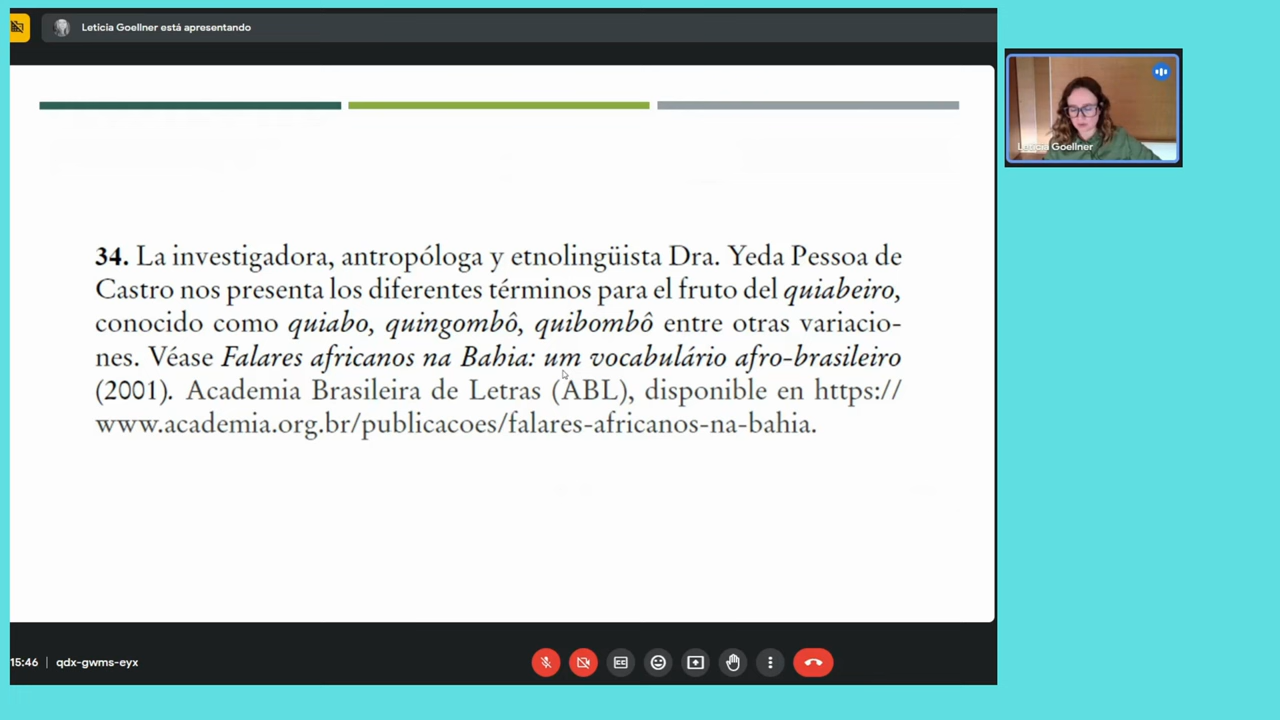 Leticia Goellner está apresentando
Leticia Goellner
34. La investigadora, antropóloga y etnolingüista Dra. Yeda Pessoa de
Castro nos presenta los diferentes términos para el fruto del quiabeiro,
conocido como quiabo, quingombô, quibombô entre otras variacio-
nes. Véase Falares africanos na Bahia: um vocabulário afro-brasileiro
(2001). Academia Brasileira de Letras (ABL), disponible en https://
www.academia.org.br/publicacoes/falares-africanos-na-bahia.
15:46 | qdx-gwms-eyx